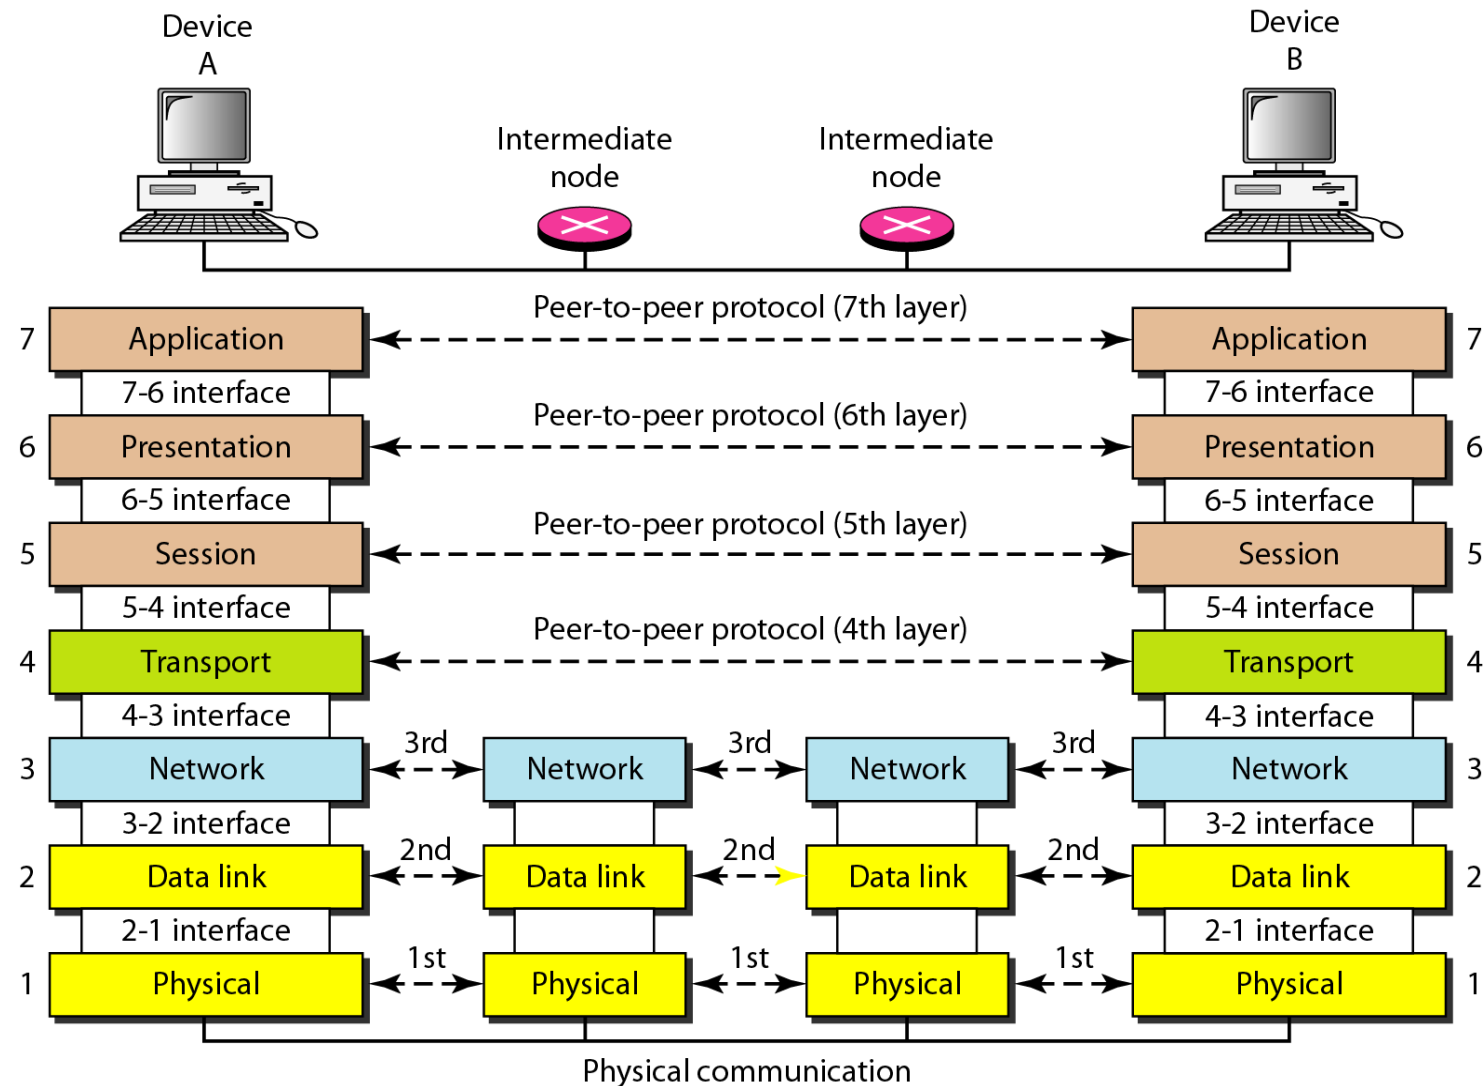 Device
A
Device
B
Intermediate
node
Intermediate
node
Peer-to-peer protocol (7th layer)
7 Application Application 7
7-6 interface 7-6 interface
Peer-to-peer protocol (6th layer)
6 Presentation Presentation 6
6-5 interface 6-5 interface
Peer-to-peer protocol (5th layer)
5 Session Session 5
5-4 interface 5-4 interface
Peer-to-peer protocol (4th layer)
4 Transport Transport 4
4-3 interface 4-3 interface
3rd 3rd 3rd
3 Network Network Network Network 3
3-2 interface 3-2 interface
2nd 2nd 2nd
2 Data link Data link Data link Data link 2
2-1 interface 2-1 interface
1st 1st 1st
1 Physical Physical Physical Physical 1
Physical communication